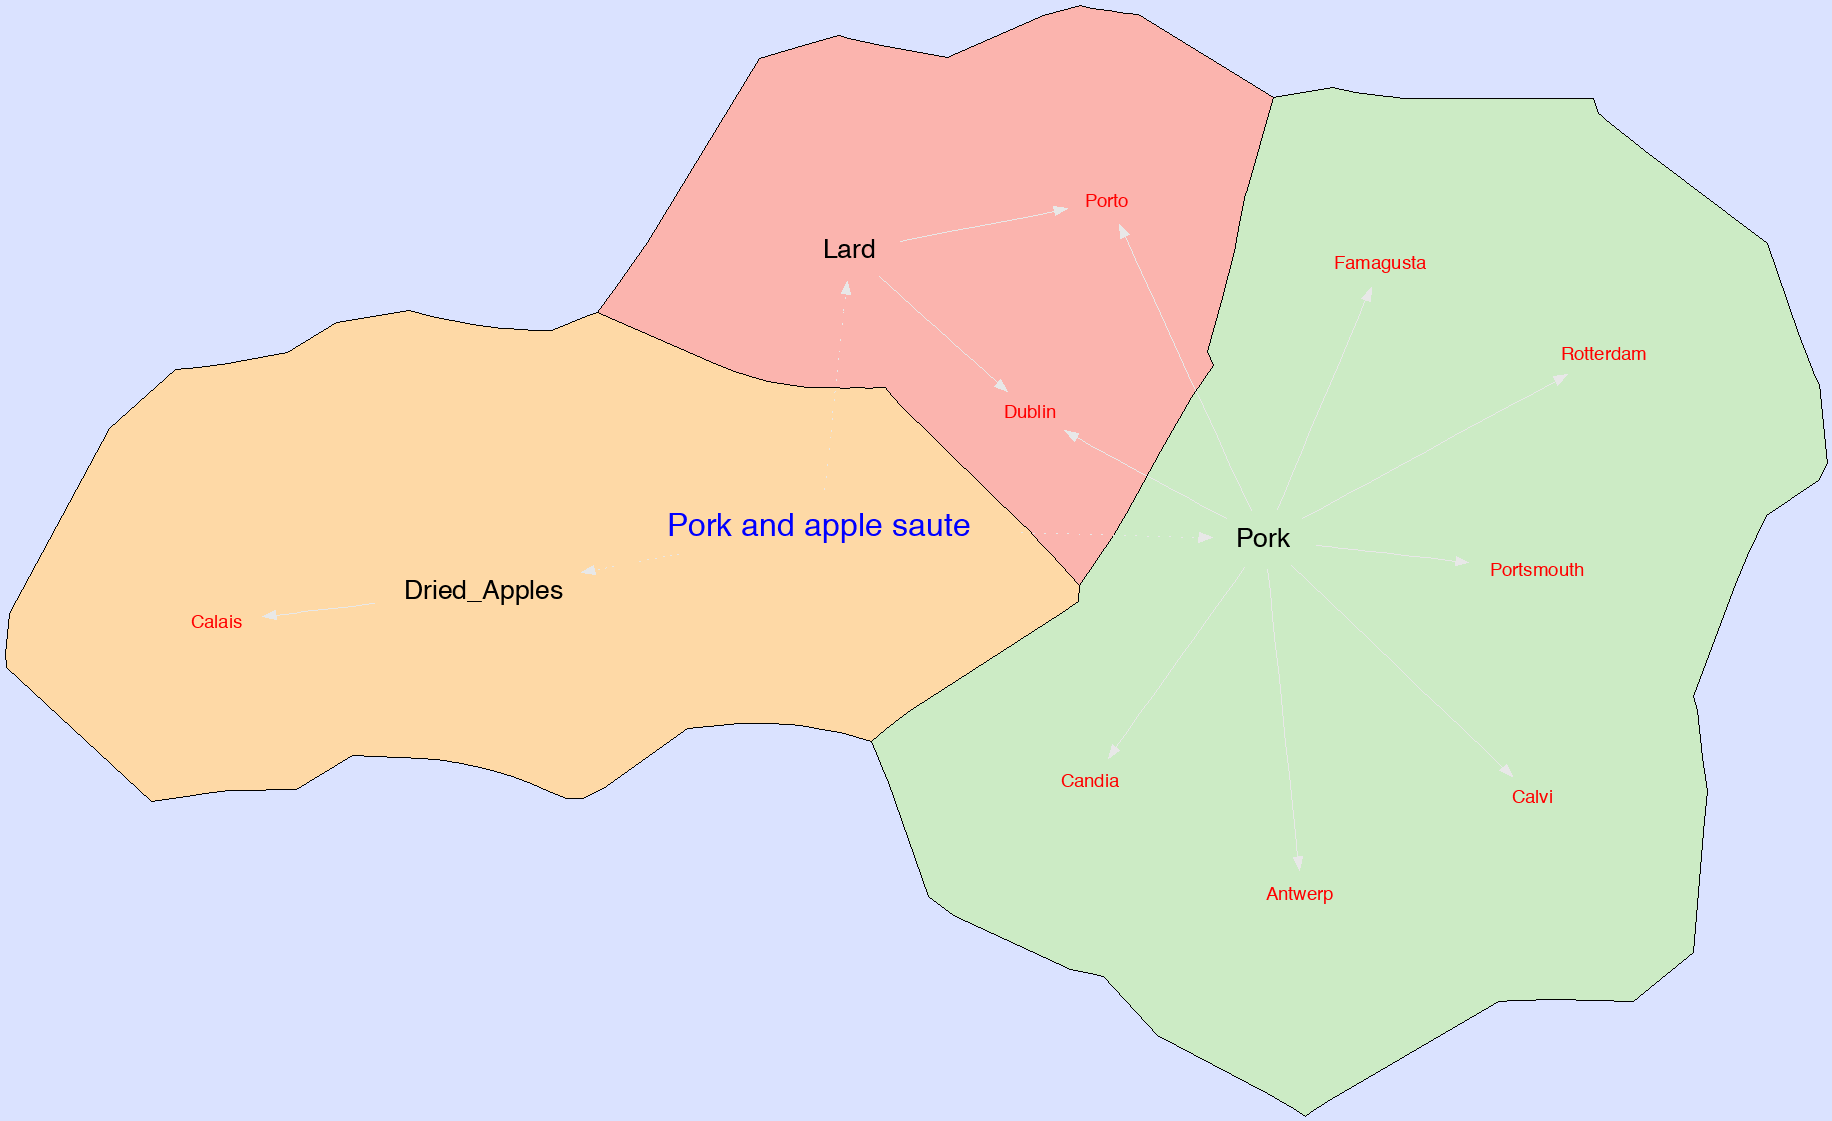 Porto
Lard
Famagusta
Rotterdam
Dublin
Pork and apple saute
Pork
Portsmouth
Dried_Apples
Calais
Candia
Calvi
Antwerp